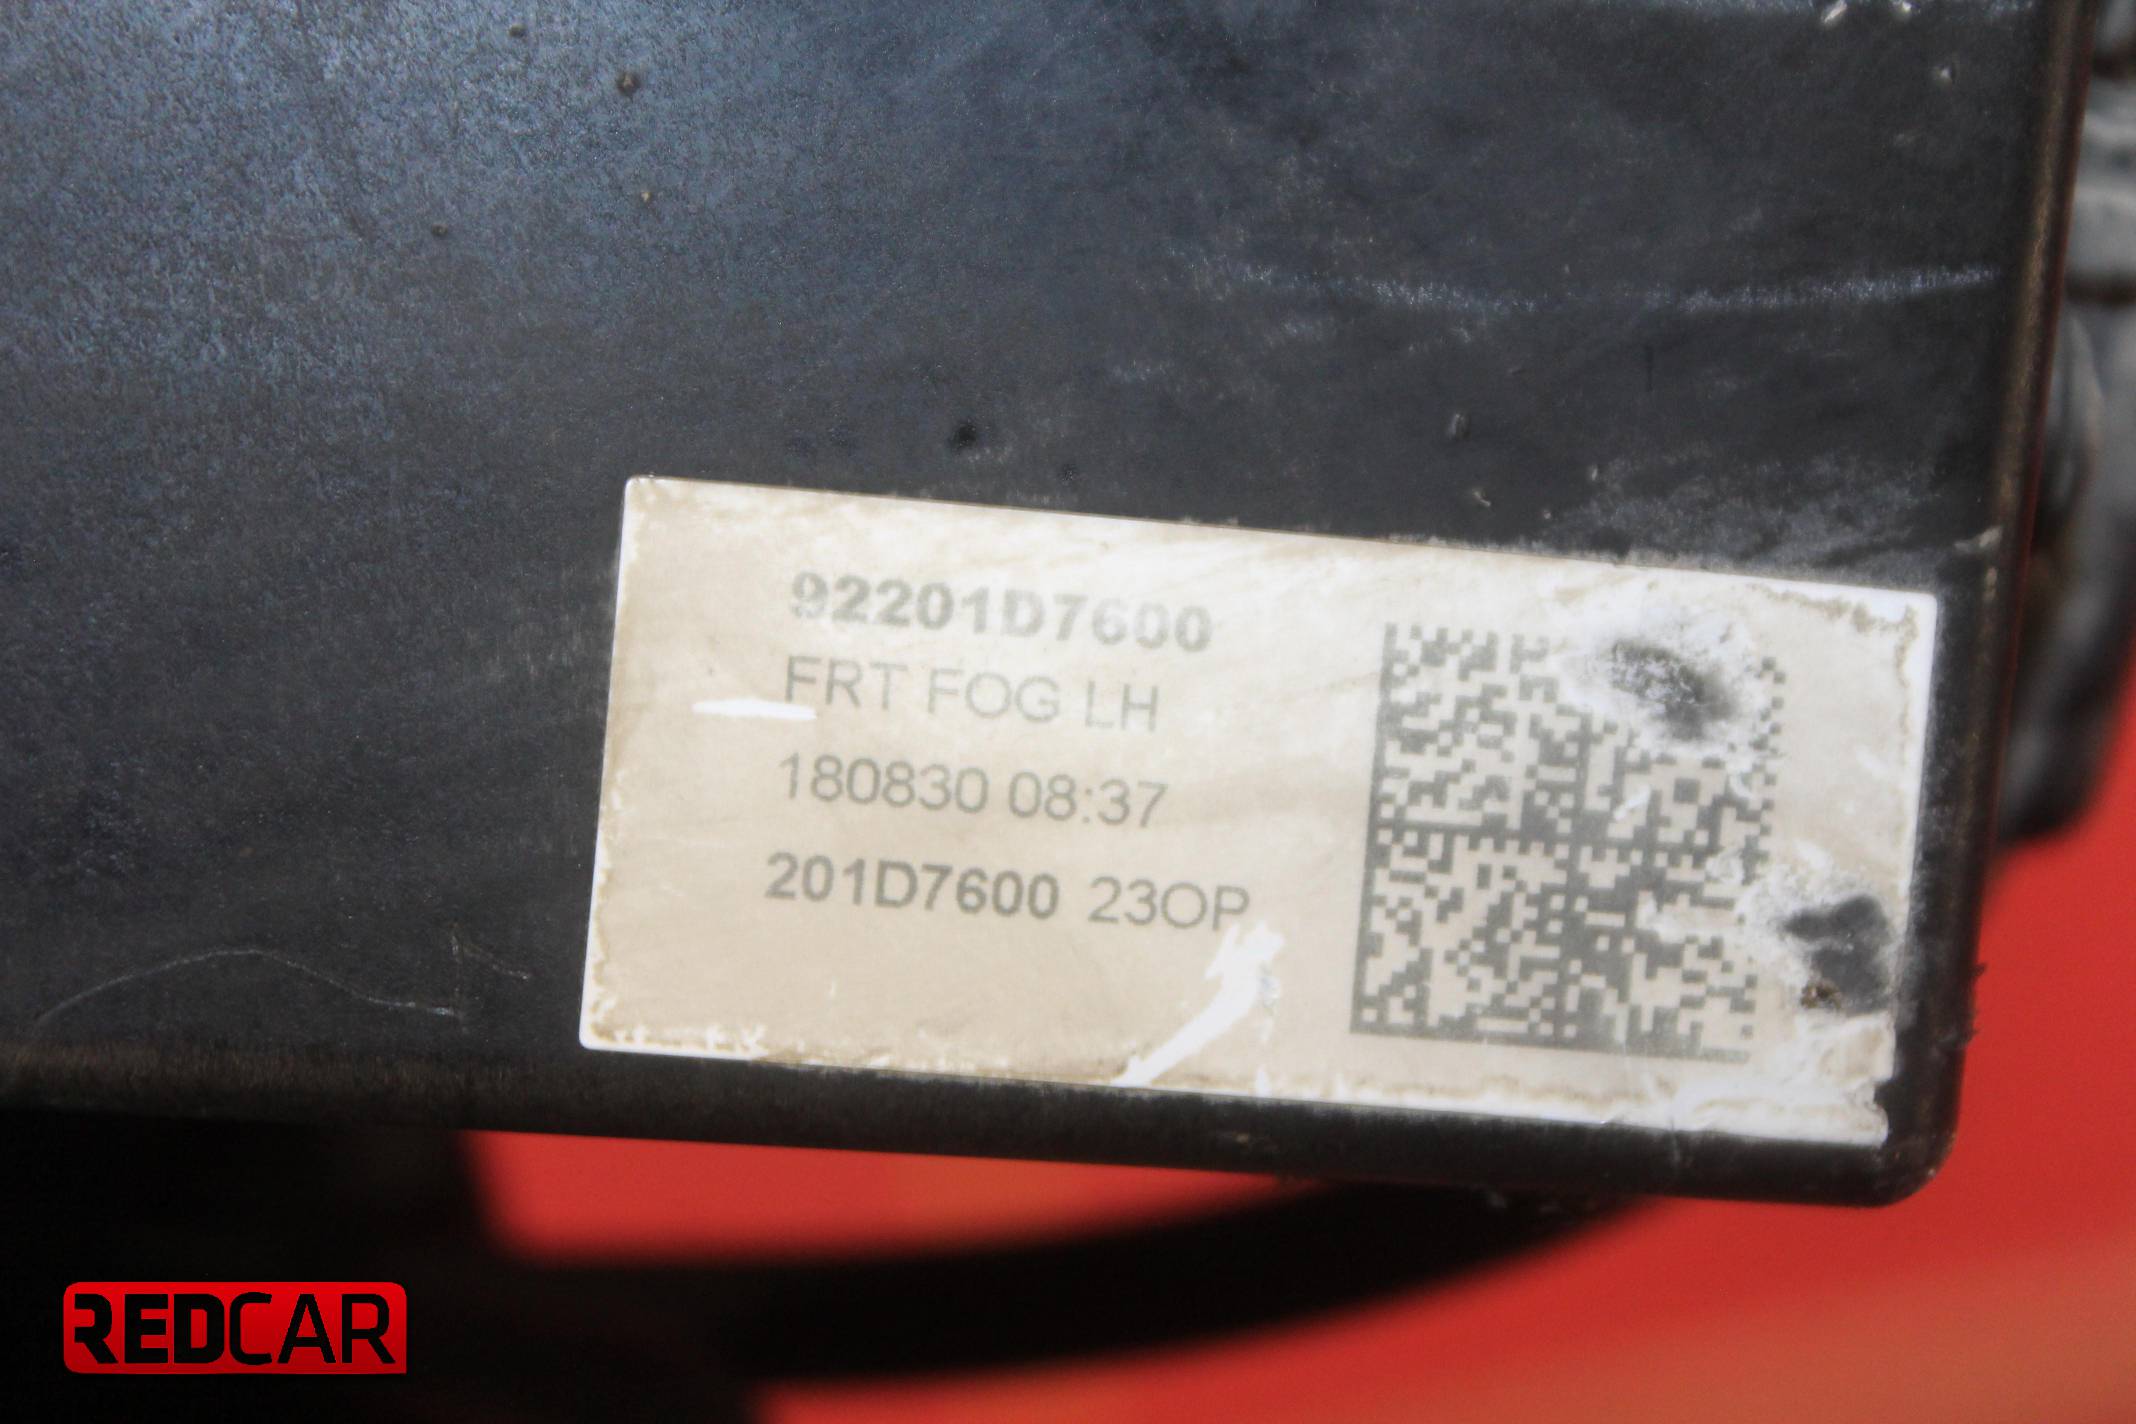 92201D7600
FRT FOG LH
180830 08:37
201D7600 23OP
REDCAR